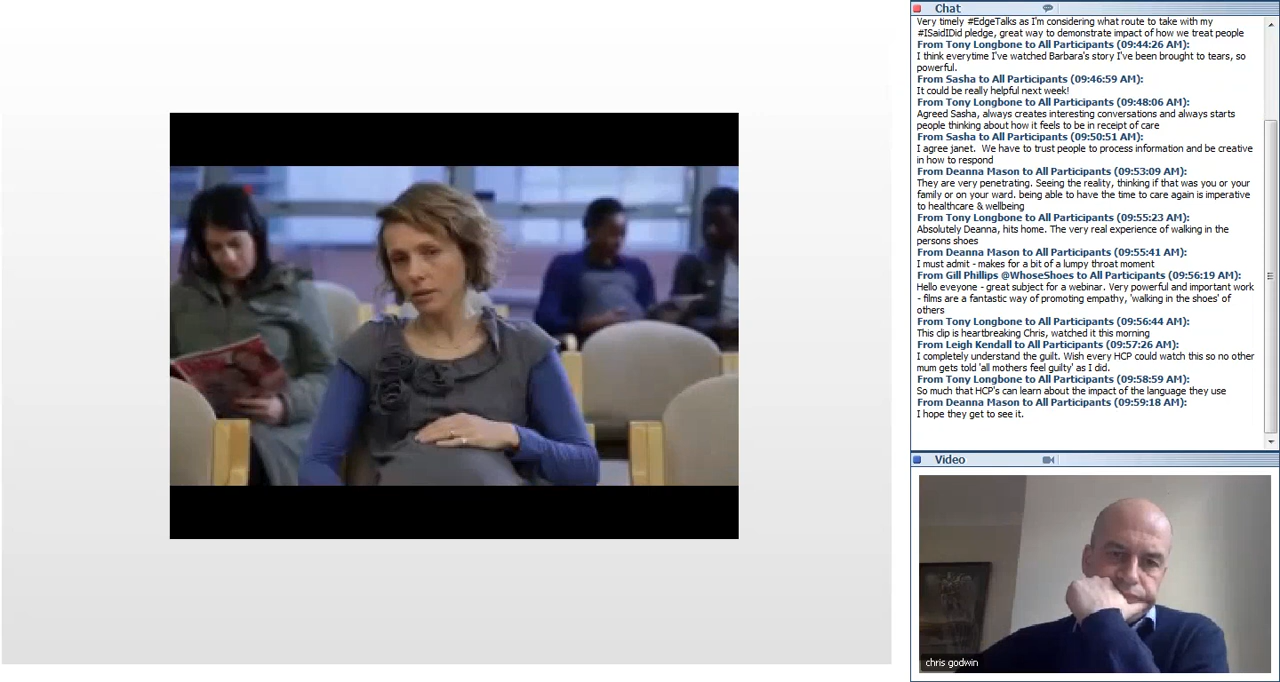 Chat
Very timely #EdgeTalks as I'm considering what route to take with my
#ISaidIDid pledge, great way to demonstrate impact of how we treat people
From Tony Longbone to All Participants (09:44:26 AM):
I think everytime I've watched Barbara's story I've been brought to tears, so
powerful.
From Sasha to All Participants (09:46:59 AM):
It could be really helpful next week!
From Tony Longbone to All Participants (09:48:06 AM):
Agreed Sasha, always creates interesting conversations and always starts
people thinking about how it feels to be in receipt of care
From Sasha to All Participants (09:50:51 AM):
I agree janet.  We have to trust people to process information and be creative
in how to respond
From Deanna Mason to All Participants (09:53:09 AM):
They are very penetrating. Seeing the reality, thinking if that was you or your
family or on your ward. being able to have the time to care again is imperative
to healthcare & wellbeing
From Tony Longbone to All Participants (09:55:23 AM):
Absolutely Deanna, hits home. The very real experience of walking in the
persons shoes
From Deanna Mason to All Participants (09:55:41 AM):
I must admit - makes for a bit of a lumpy throat moment
From Gill Phillips @WhoseShoes to All Participants (09:56:19 AM):
Hello eveyone - great subject for a webinar. Very powerful and important work
- films are a fantastic way of promoting empathy, 'walking in the shoes' of
others
From Tony Longbone to All Participants (09:56:44 AM):
This clip is heartbreaking Chris, watched it this morning
From Leigh Kendall to All Participants (09:57:26 AM):
I completely understand the guilt. Wish every HCP could watch this so no other
mum gets told 'all mothers feel guilty' as I did.
From Tony Longbone to All Participants (09:58:59 AM):
So much that HCP's can learn about the impact of the language they use
From Deanna Mason to All Participants (09:59:18 AM):
I hope they get to see it.
Video
chris godwin